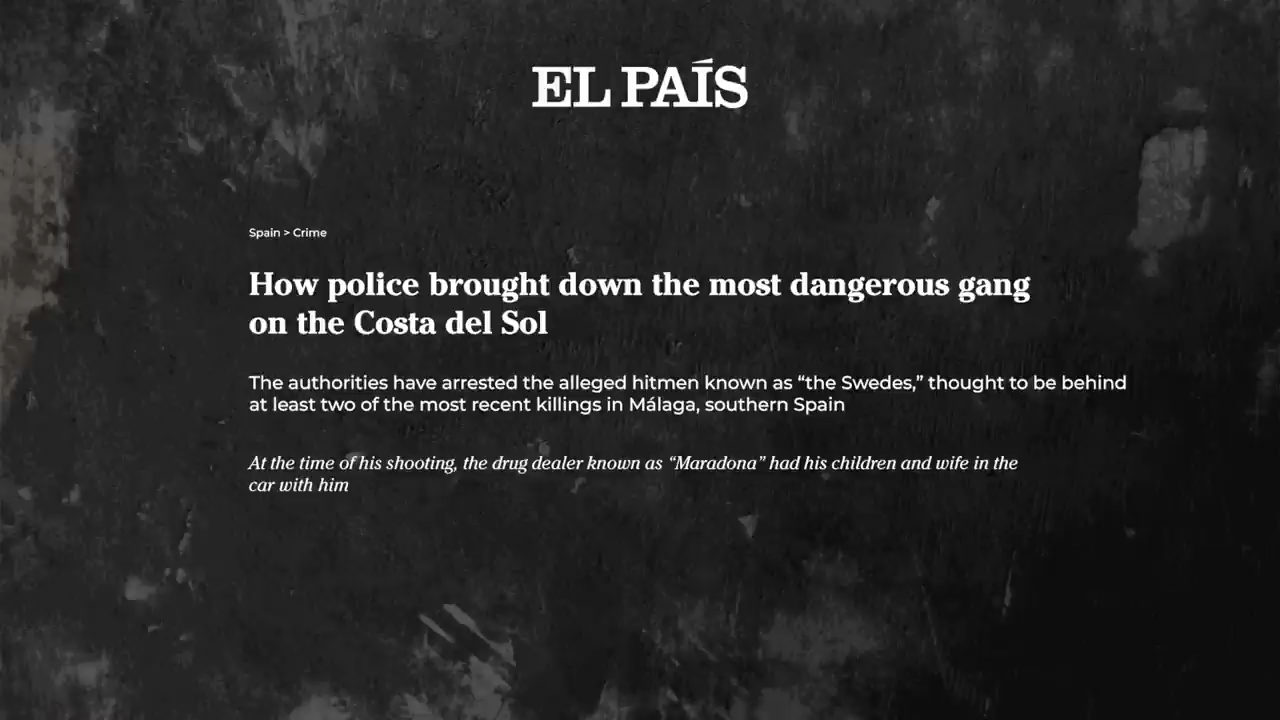 EL PAÍS
Spain > Crime
How police brought down the most dangerous gang
on the Costa del Sol
The authorities have arrested the alleged hitmen known as “the Swedes,” thought to be behind
at least two of the most recent killings in Málaga, southern Spain
At the time of his shooting, the drug dealer known as “Maradona” had his children and wife in the
car with him